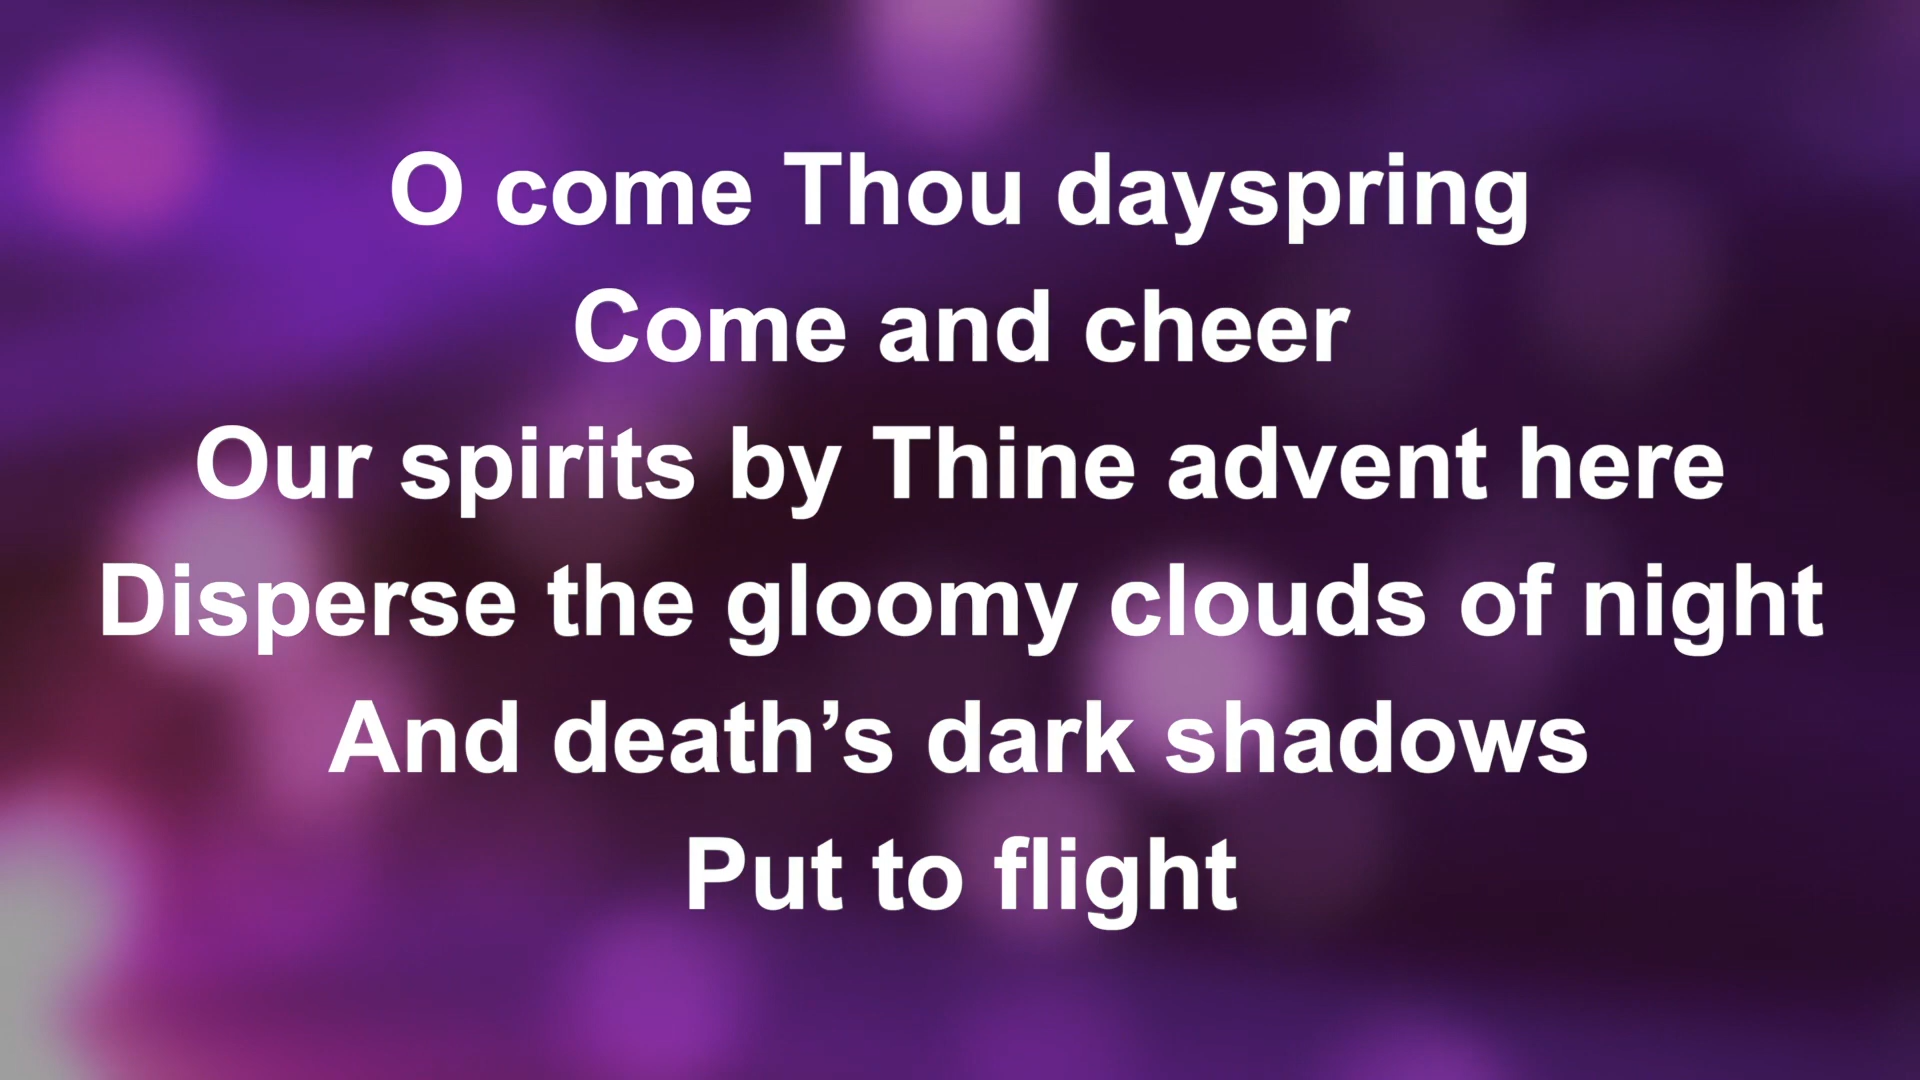 O come Thou dayspring
Come and cheer
Our spirits by Thine advent here
Disperse the gloomy clouds of night
And death’s dark shadows
Put to flight